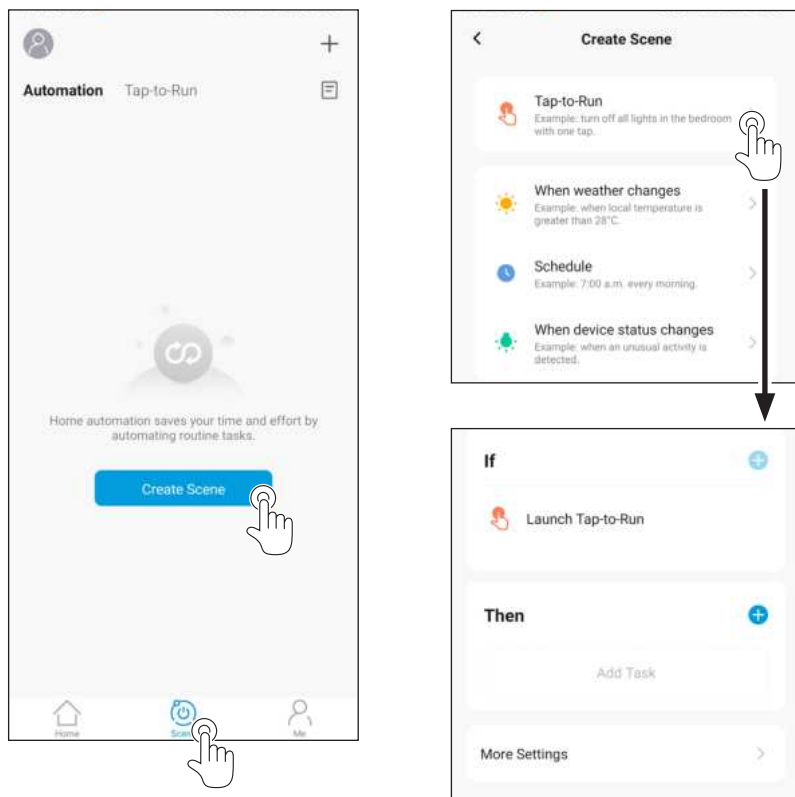 Automation Tap-to-Run
Home automation saves your time and effort by
automating routine tasks.
Create Scene
Home
Me
Create Scene
Tap-to-Run
Example: turn off all lights in the bedroom
with one tap.
When weather changes
Example: when local temperature is
greater than 28°C.
Schedule
Example: 7:00 a.m. every morning.
When device status changes
Example: when an unusual activity is
detected.
If
Launch Tap-to-Run
Then
Add Task
More Settings